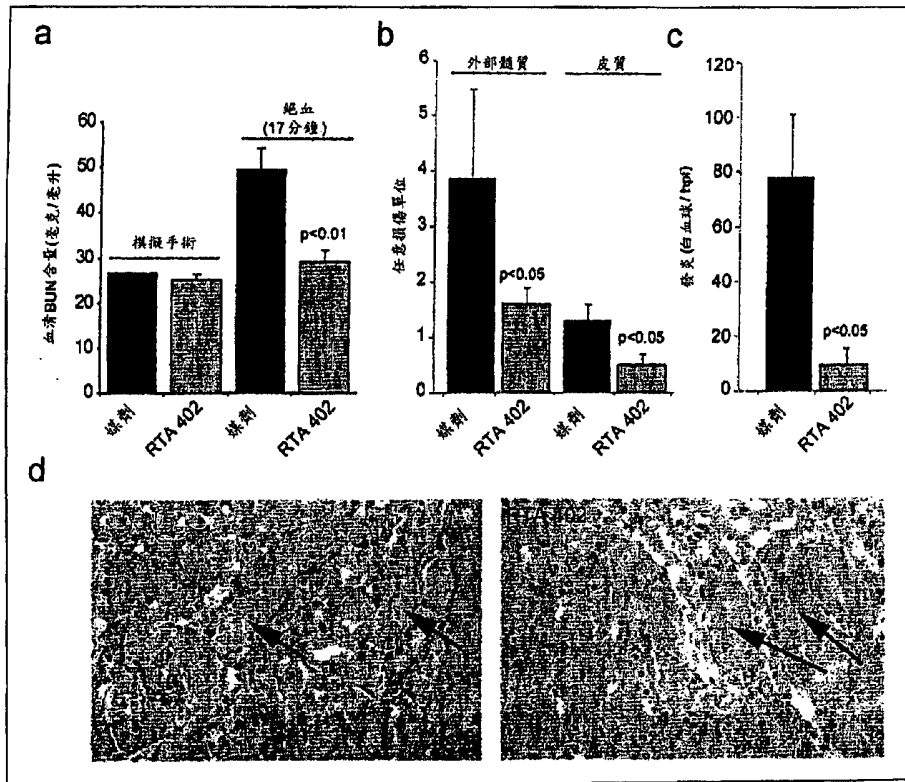 a
血清BUN含量(毫克/毫升)
60
50
40
30
20
10
0
模擬手術
絕血
(17分鐘)
p<0.01
媒劑
RTA 402
媒劑
RTA 402
b
任意損傷單位
6
5
4
3
2
1
0
外部髓質
皮質
p<0.05
p<0.05
媒劑
RTA 402
媒劑
RTA 402
c
發炎(白血球/hpf)
120
100
80
60
40
20
0
p<0.05
媒劑
RTA 402
d
RTA 402